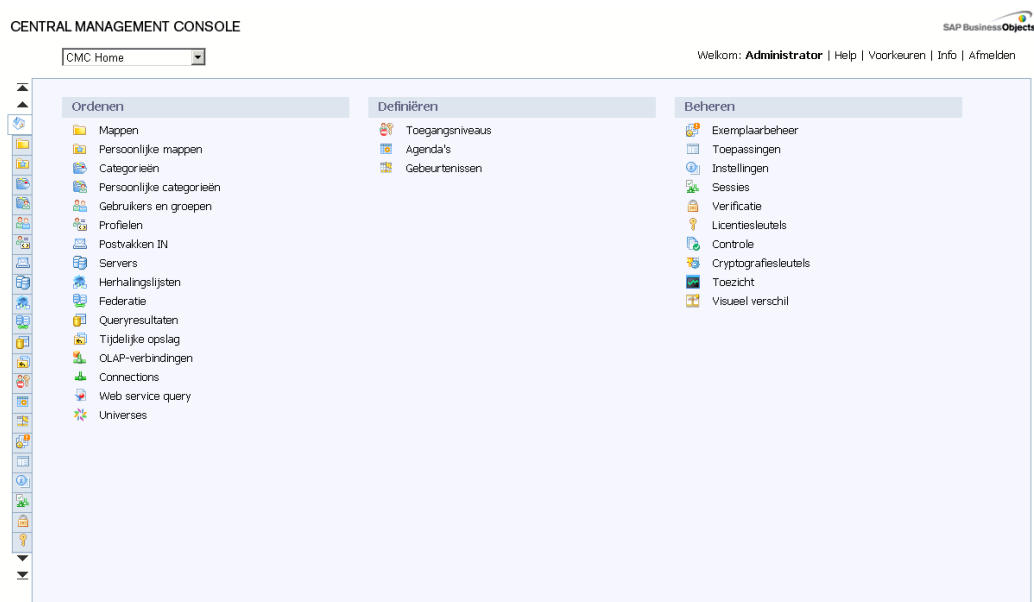 CENTRAL MANAGEMENT CONSOLE
SAP BusinessObjects
CMC Home
Welkom: Administrator | Help | Voorkeuren | Info | Afmelden
Ordenen
Mappen
Persoonlijke mappen
Categorieën
Persoonlijke categorieën
Gebruikers en groepen
Profielen
Postvakken IN
Servers
Herhalingslijsten
Federatie
Queryresultaten
Tijdelijke opslag
OLAP-verbindingen
Connections
Web service query
Universes
Definiëren
Toegangsniveaus
Agenda's
Gebeurtenissen
Beheren
Exemplaarbeheer
Toepassingen
Instellingen
Sessies
Verificatie
Licentiesleutels
Controle
Cryptografiesleutels
Toezicht
Visueel verschil